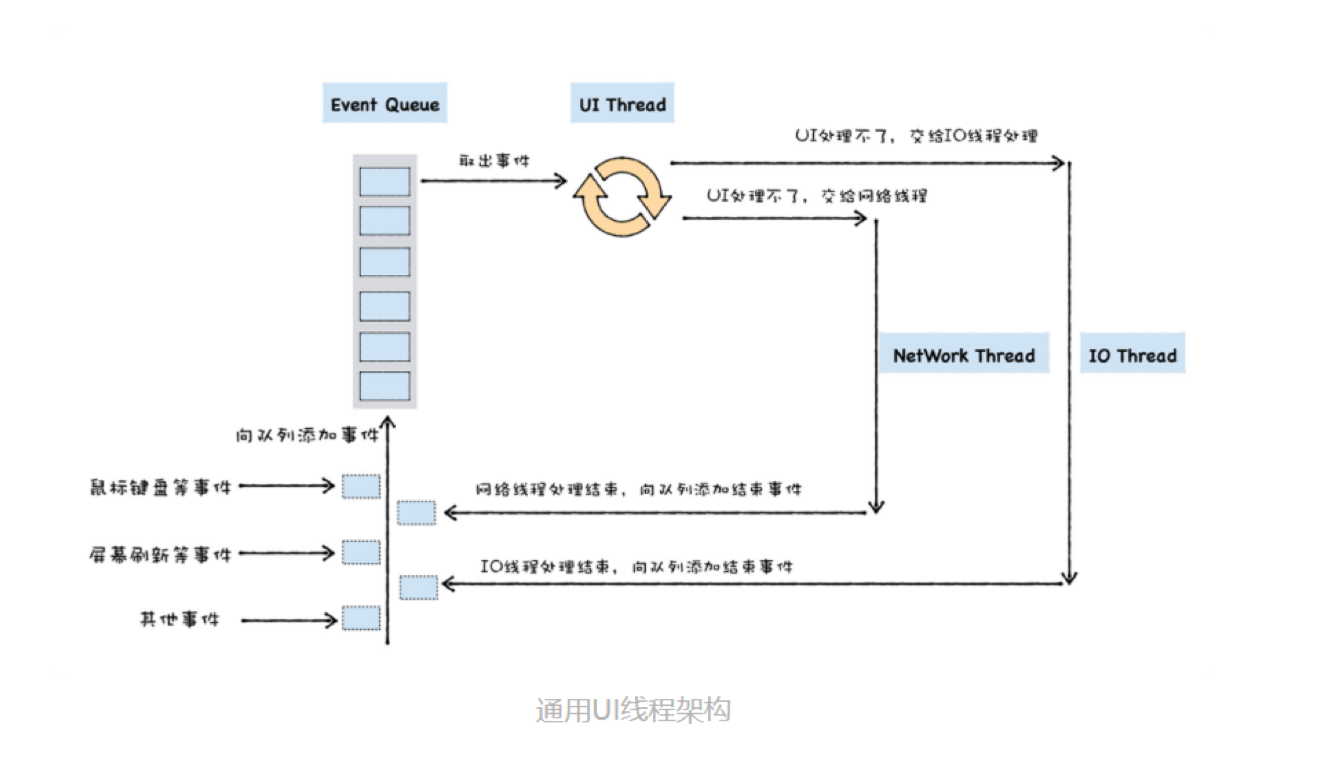 Event Queue
UI Thread
UI处理不了，交给IO线程处理
取出事件
UI处理不了，交给网络线程
NetWork Thread
IO Thread
向队列添加事件
鼠标键盘等事件
网络线程处理结束，向队列添加结束事件
屏幕刷新等事件
IO线程处理结束，向队列添加结束事件
其他事件
通用UI线程架构